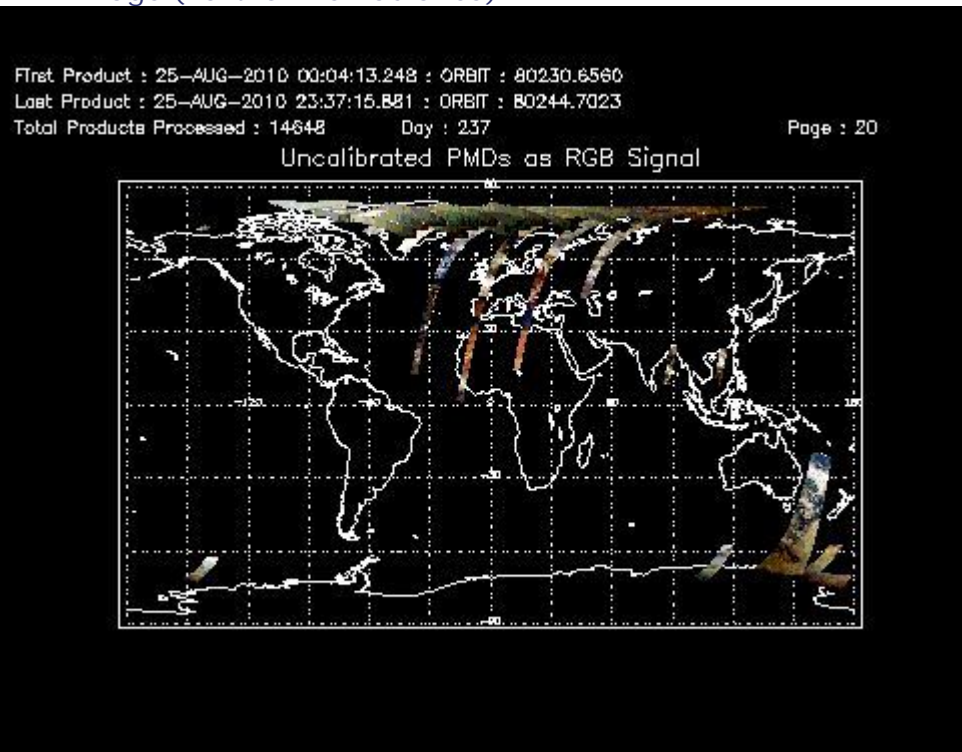 First Product : 25-AUG-2010 00:04:13.248 : ORBIT : 80230.6560
Last Product : 25-AUG-2010 23:37:15.881 : ORBIT : 80244.7023
Total Products Processed : 14648 Day : 237 Page : 20
Uncalibrated PMDs as RGB Signal